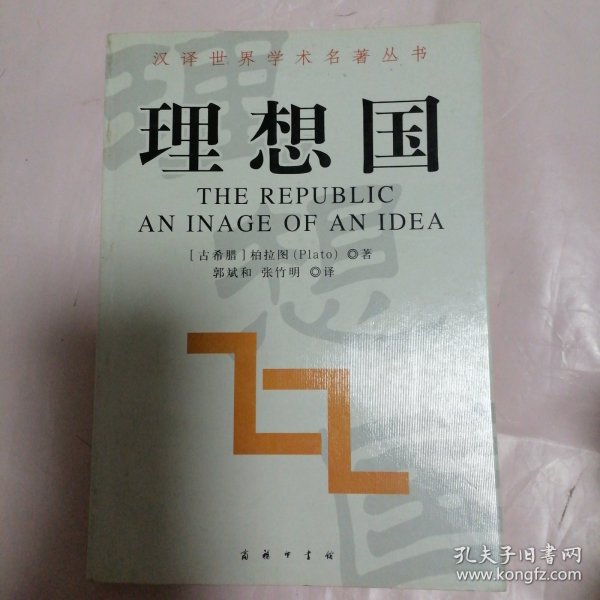 汉译世界学术名著丛书
理想国
THE REPUBLIC
AN INAGE OF AN IDEA
[古希腊]柏拉图(Plato) ◎著
郭斌和 张竹明 ◎译
商务印书馆
孔夫子旧书网
www.kongfz.com